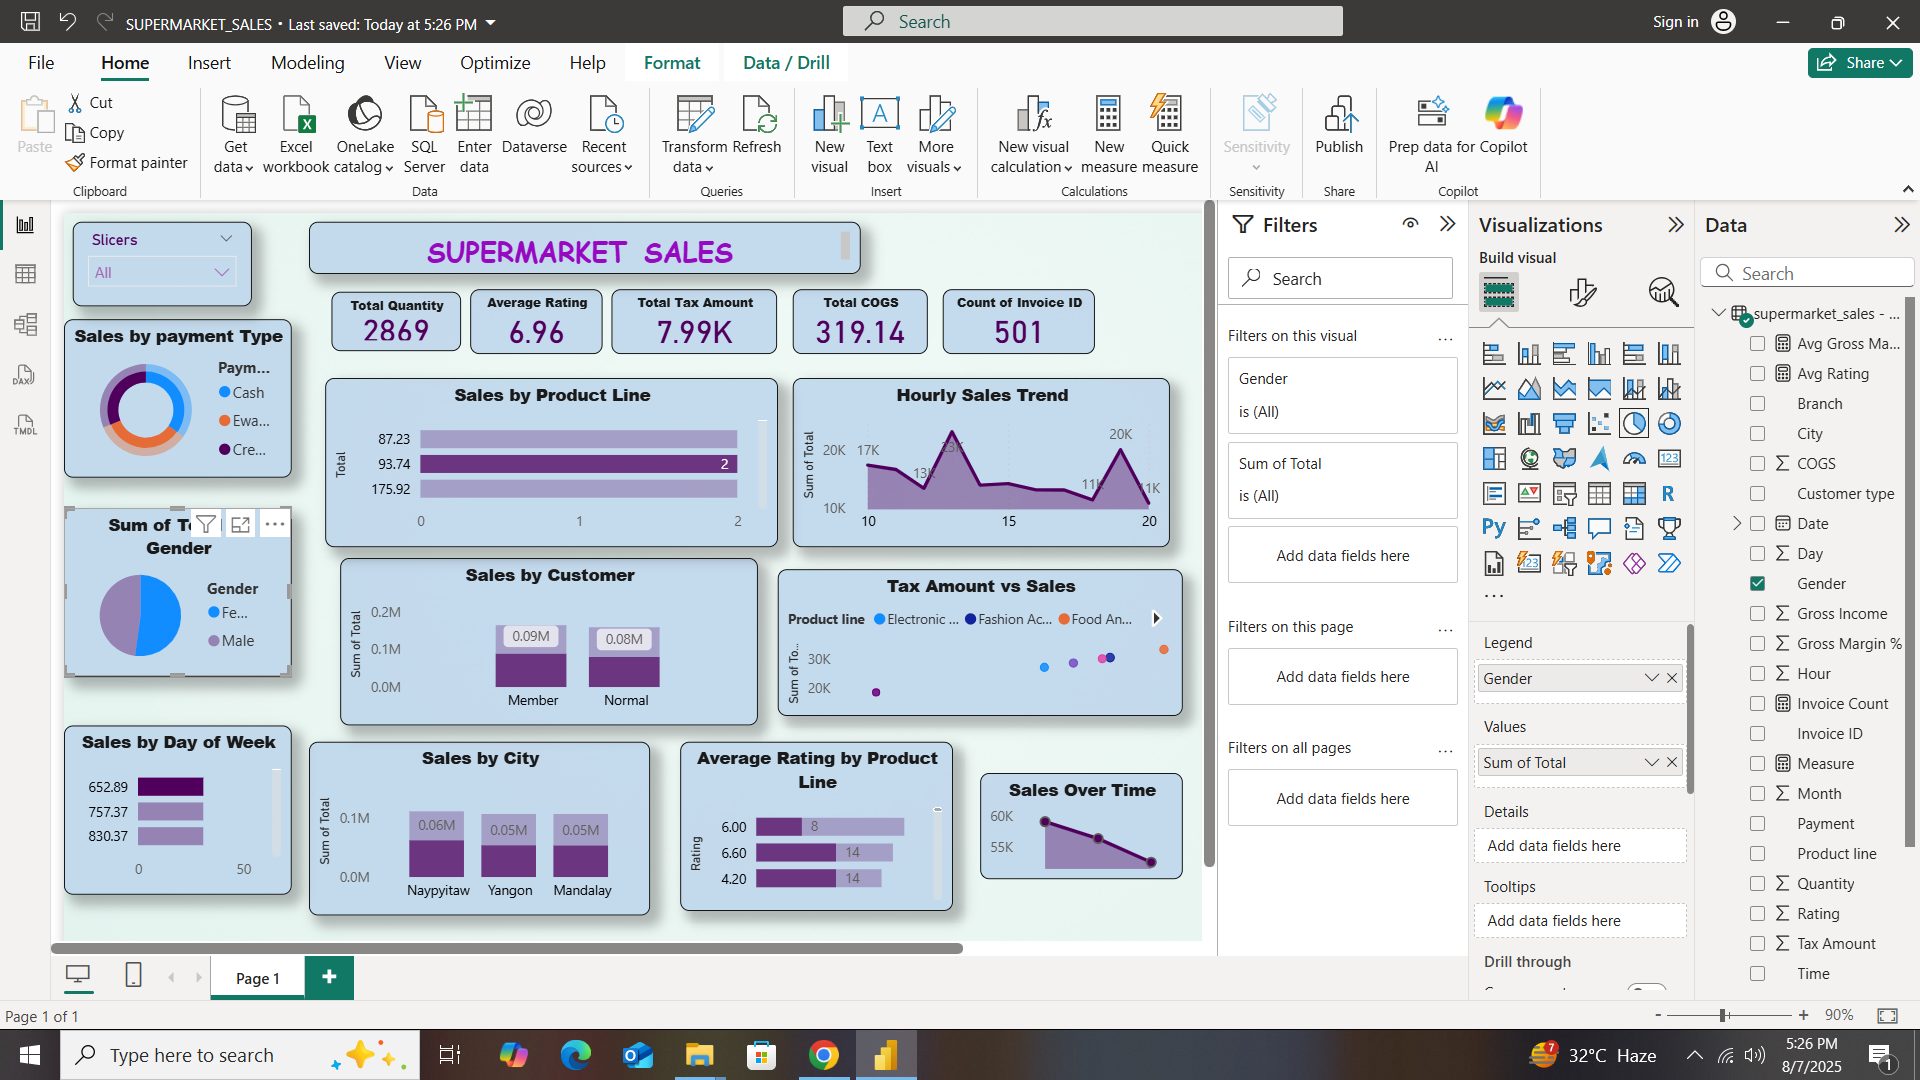 SUPERMARKET_SALES • Last saved: Today at 5:26 PM
Search
Sign in
File
Home
Insert
Modeling
View
Optimize
Help
Format
Data / Drill
Share
Paste
Cut
Copy
Format painter
Clipboard
Get data
Excel workbook
OneLake catalog
SQL Server
Enter data
Dataverse
Recent sources
Data
Transform data
Refresh
Queries
New visual
Text box
More visuals
Insert
New visual calculation
New measure
Quick measure
Calculations
Sensitivity
Sensitivity
Publish
Share
Prep data for AI
Copilot
Copilot
Slicers
All
SUPERMARKET SALES
Total Quantity
2869
Average Rating
6.96
Total Tax Amount
7.99K
Total COGS
319.14
Count of Invoice ID
501
Sales by payment Type
Paym...
Cash
Ewa...
Cre...
Sales by Product Line
Total
87.23
93.74
2
175.92
0
1
2
Hourly Sales Trend
Sum of Total
20K
10K
17K
13K
23K
11K
20K
11K
10
15
20
Sum of T
Gender
Gender
Fe...
Male
Sales by Customer
Sum of Total
0.2M
0.1M
0.0M
0.09M
0.08M
Member
Normal
Tax Amount vs Sales
Product line
Electronic ...
Fashion Ac...
Food An...
Sum of To...
30K
20K
Sales by Day of Week
652.89
757.37
830.37
0
50
Sales by City
Sum of Total
0.1M
0.0M
0.06M
0.05M
0.05M
Naypyitaw
Yangon
Mandalay
Average Rating by Product
Line
Rating
6.00
8
6.60
14
4.20
14
Sales Over Time
60K
55K
Filters
Search
Filters on this visual
...
Gender
is (All)
Sum of Total
is (All)
Add data fields here
Filters on this page
...
Add data fields here
Filters on all pages
...
Add data fields here
Visualizations
Build visual
...
Legend
Gender
Values
Sum of Total
Details
Add data fields here
Tooltips
Add data fields here
Drill through
Data
Search
supermarket_sales - ...
Avg Gross Ma...
Avg Rating
Branch
City
COGS
Customer type
Date
Day
Gender
Gross Income
Gross Margin %
Hour
Invoice Count
Invoice ID
Measure
Month
Payment
Product line
Quantity
Rating
Tax Amount
Time
DAX
TMDL
Page 1
Page 1 of 1
- + 90%
Type here to search
7
32°C Haze
5:26 PM
8/7/2025
1